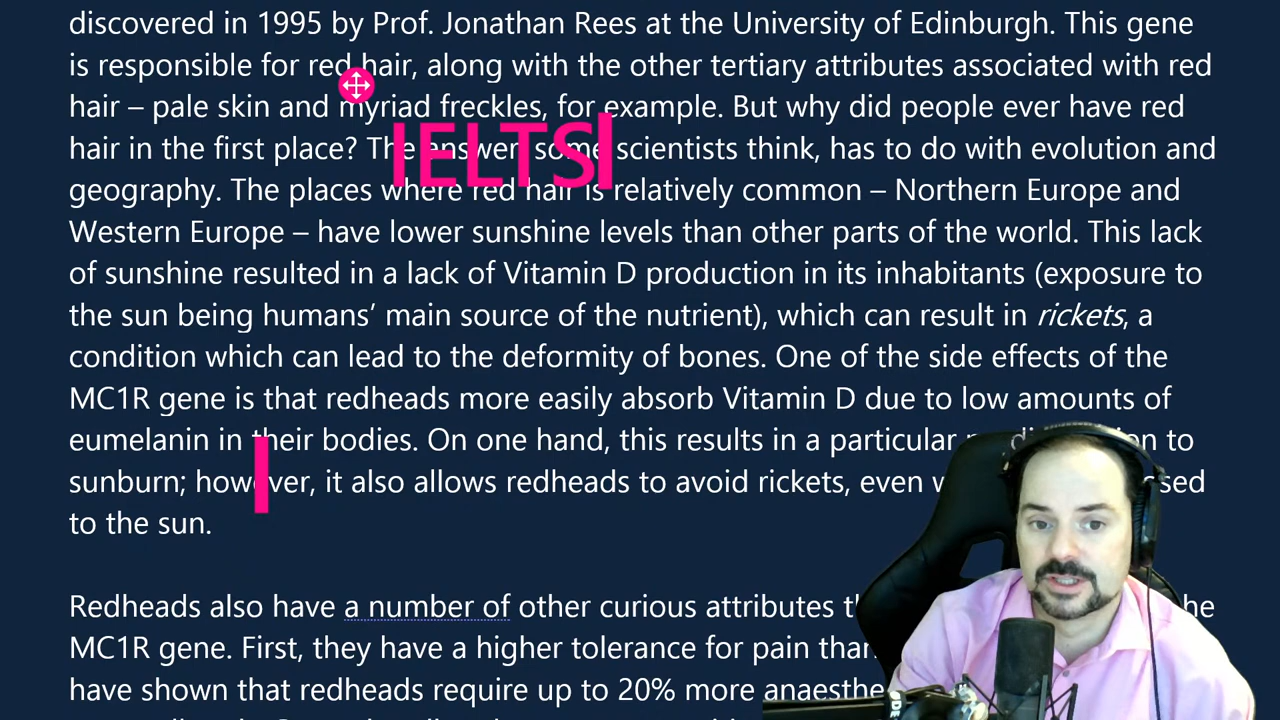 discovered in 1995 by Prof. Jonathan Rees at the University of Edinburgh. This gene
is responsible for red hair, along with the other tertiary attributes associated with red
hair – pale skin and myriad freckles, for example. But why did people ever have red
IELTS
hair in the first place? The answer, some scientists think, has to do with evolution and
geography. The places where red hair is relatively common – Northern Europe and
Western Europe – have lower sunshine levels than other parts of the world. This lack
of sunshine resulted in a lack of Vitamin D production in its inhabitants (exposure to
the sun being humans’ main source of the nutrient), which can result in rickets, a
condition which can lead to the deformity of bones. One of the side effects of the
MC1R gene is that redheads more easily absorb Vitamin D due to low amounts of
eumelanin in their bodies. On one hand, this results in a particular to
sunburn; however, it also allows redheads to avoid rickets, even
to the sun.
Redheads also have a number of other curious attributes
MC1R gene. First, they have a higher tolerance for pain than
have shown that redheads require up to 20% more